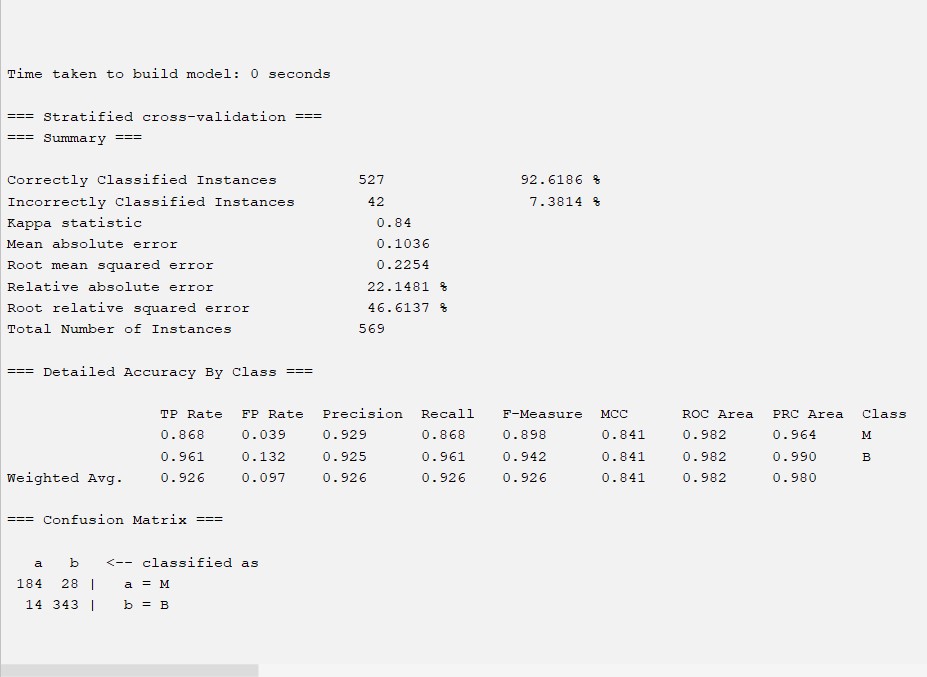 Time taken to build model: 0 seconds
=== Stratified cross-validation ===
=== Summary ===
Correctly Classified Instances         527               92.6186 %
Incorrectly Classified Instances        42                7.3814 %
Kappa statistic                          0.84
Mean absolute error                      0.1036
Root mean squared error                  0.2254
Relative absolute error                 22.1481 %
Root relative squared error             46.6137 %
Total Number of Instances              569
=== Detailed Accuracy By Class ===
                 TP Rate  FP Rate  Precision  Recall   F-Measure  MCC      ROC Area  PRC Area  Class
                 0.868    0.039    0.929      0.868    0.898      0.841    0.982     0.964     M
                 0.961    0.132    0.925      0.961    0.942      0.841    0.982     0.990     B
Weighted Avg.    0.926    0.097    0.926      0.926    0.926      0.841    0.982     0.980
=== Confusion Matrix ===
   a   b   <-- classified as
 184  28 |   a = M
  14 343 |   b = B